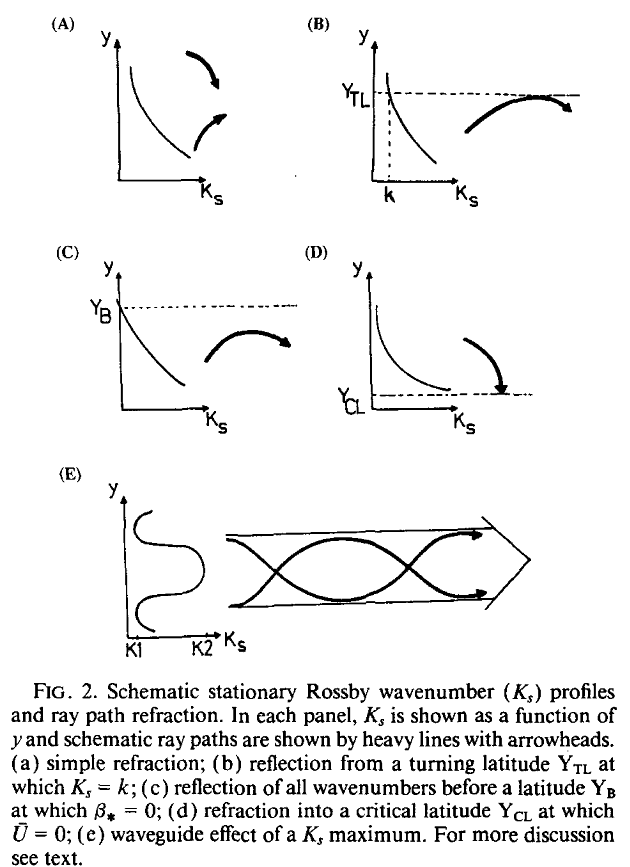 (A)
y
Ks
(B)
y
YTL
k
Ks
(C)
y
YB
Ks
(D)
y
YCL
Ks
(E)
y
K1
K2
Ks
FIG. 2. Schematic stationary Rossby wavenumber (Ks) profiles
and ray path refraction. In each panel, Ks is shown as a function of
y and schematic ray paths are shown by heavy lines with arrowheads.
(a) simple refraction; (b) reflection from a turning latitude YTL at
which Ks = k; (c) reflection of all wavenumbers before a latitude YB
at which β* = 0; (d) refraction into a critical latitude YCL at which
Ū = 0; (e) waveguide effect of a Ks maximum. For more discussion
see text.